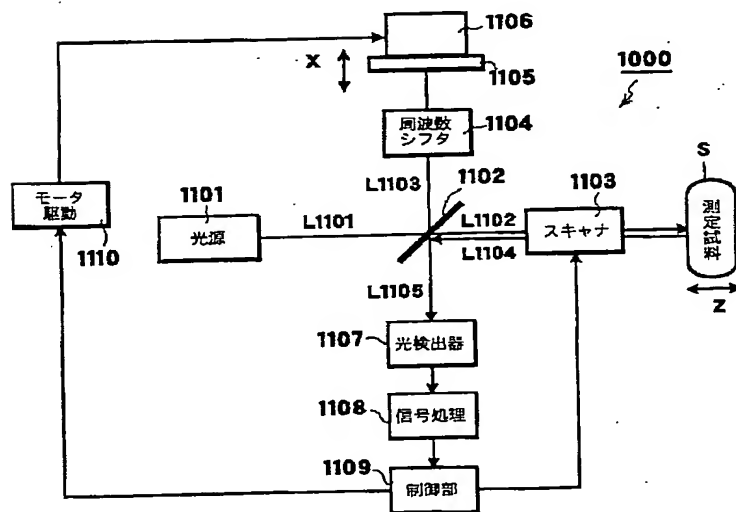 1106
X
1105
1000
周波数
シフタ
1104
S
L1103
1102
1103
モータ
駆動
1101
光源
L1101
L1102
スキャナ
測定試料
1110
L1104
L1105
Z
1107
光検出器
1108
信号処理
1109
制御部